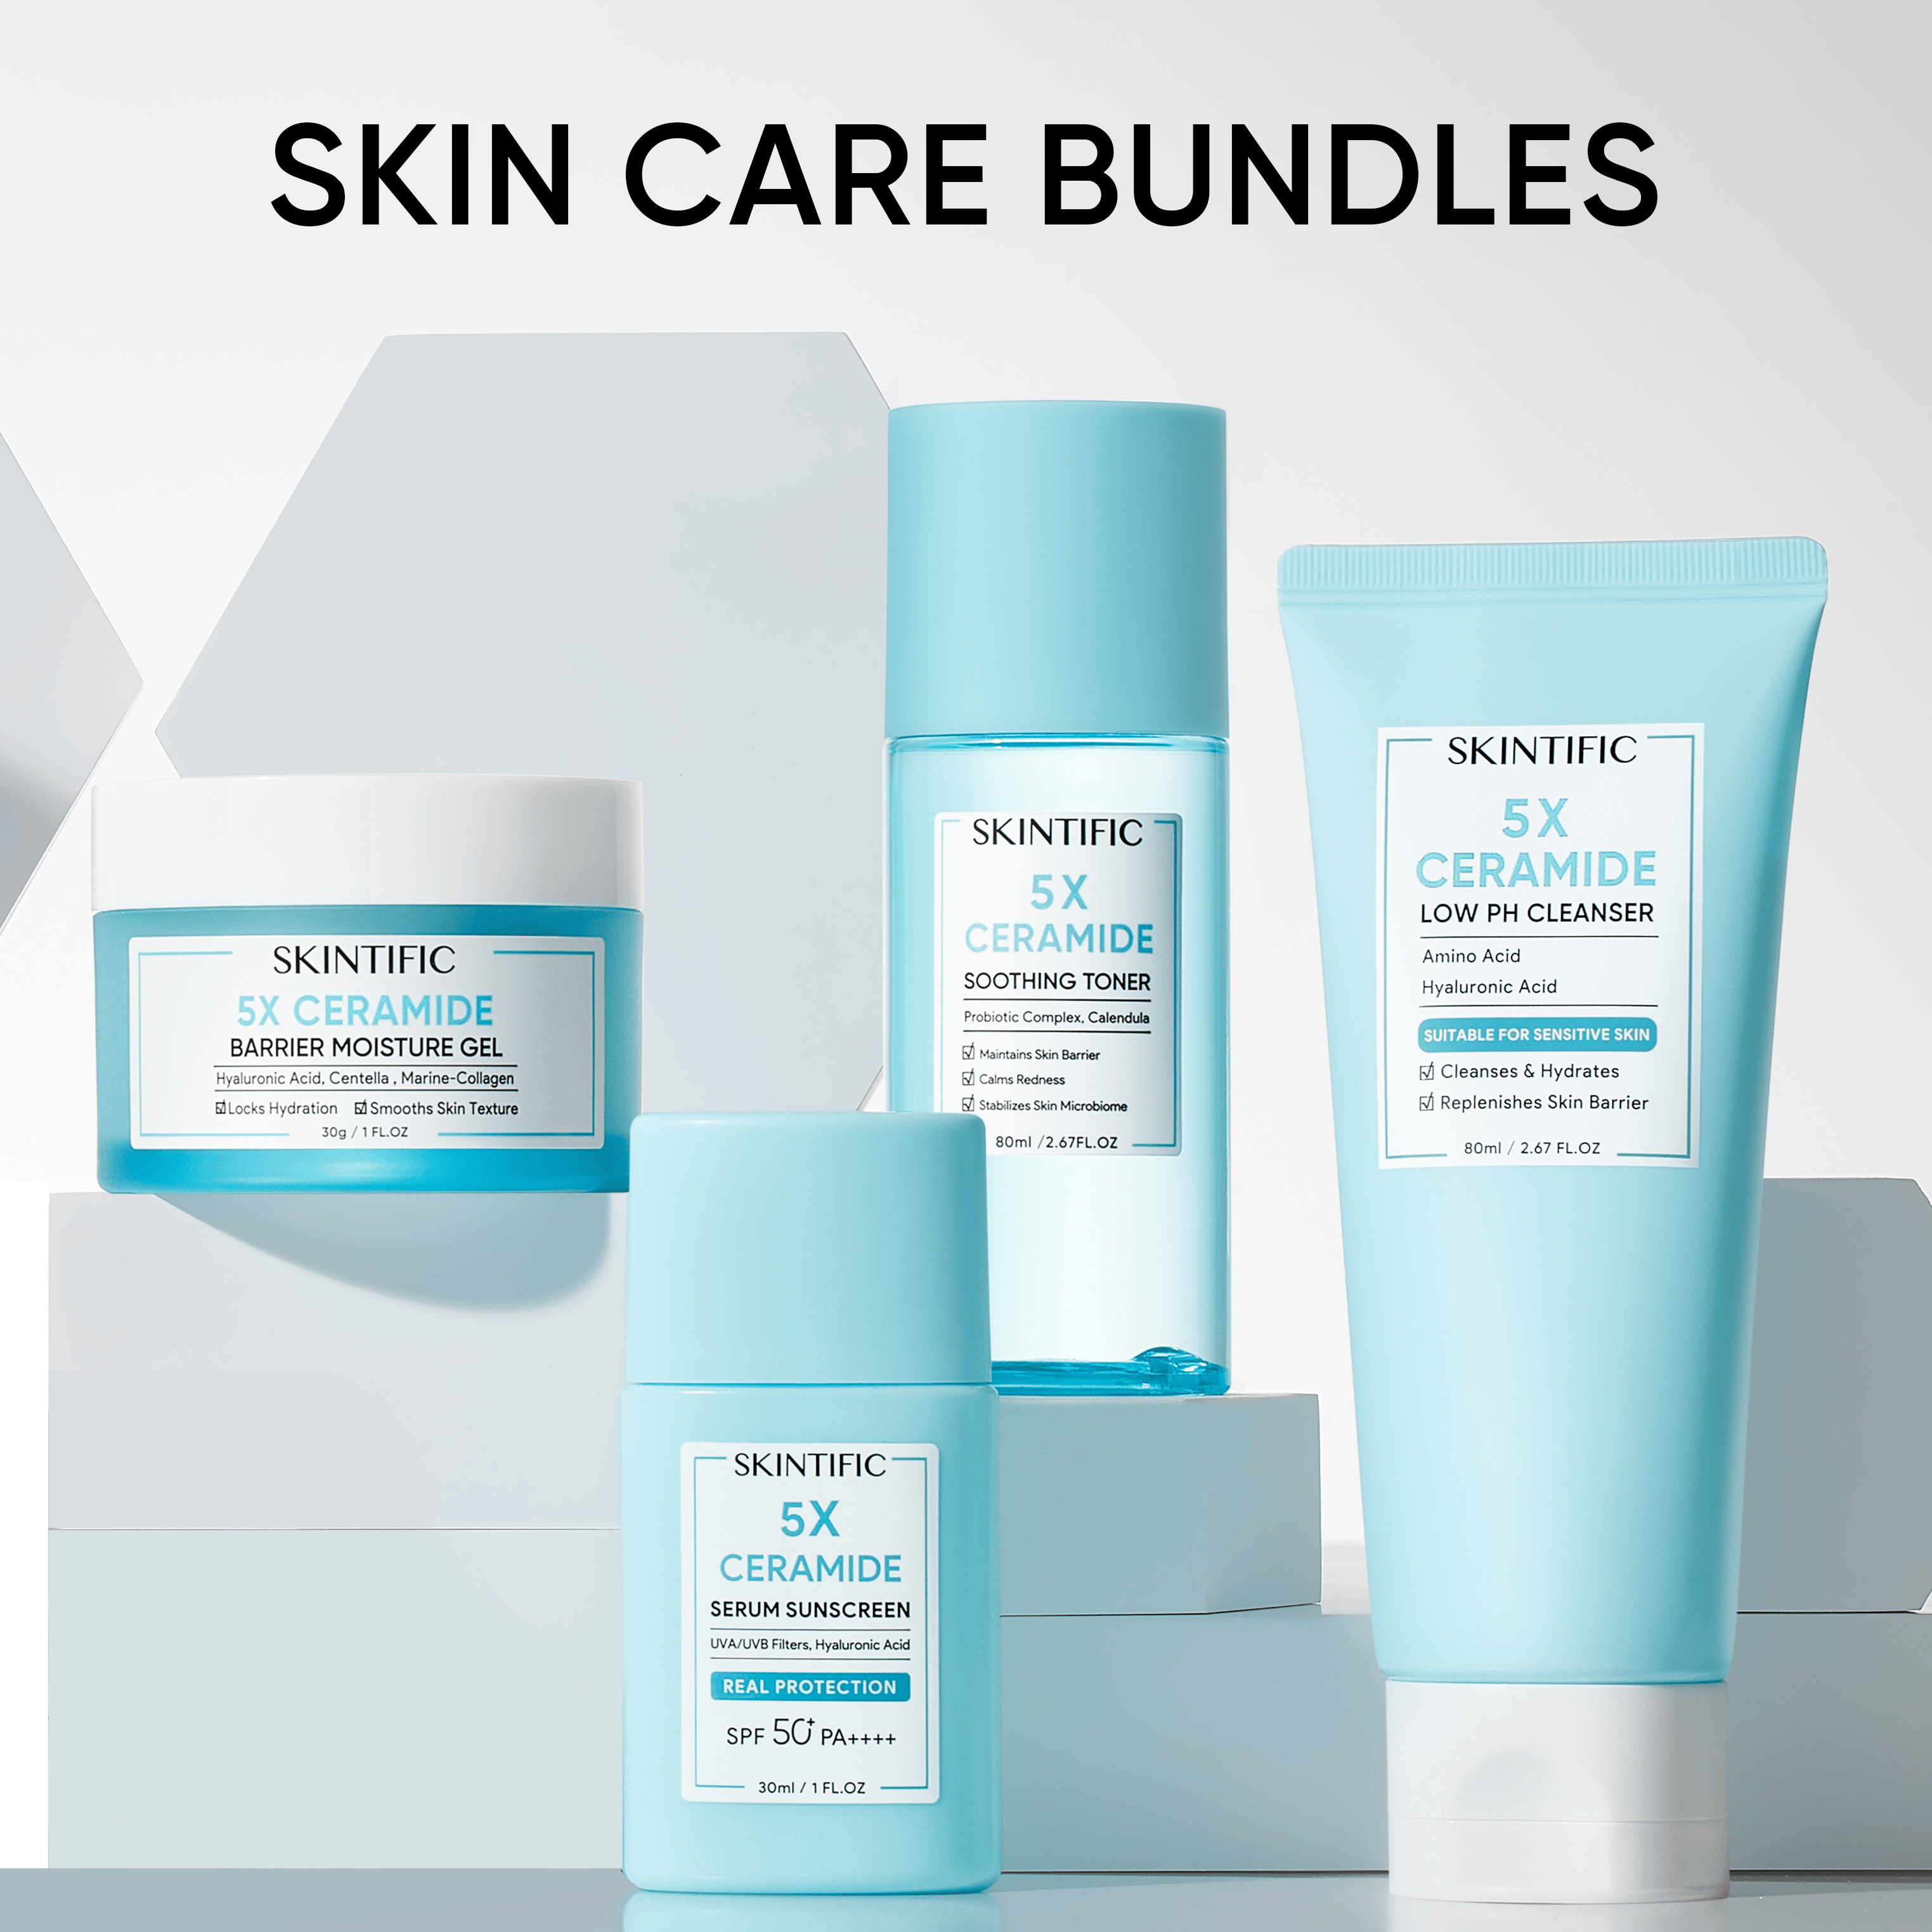 SKIN CARE BUNDLES
SKINTIFIC
5X CERAMIDE
BARRIER MOISTURE GEL
Hyaluronic Acid, Centella , Marine-Collagen
Locks Hydration Smooths Skin Texture
30g / 1 FL.OZ
SKINTIFIC
5X
CERAMIDE
SOOTHING TONER
Probiotic Complex, Calendula
Maintains Skin Barrier
Calms Redness
Stabilizes Skin Microbiome
80ml /2.67FL.OZ
SKINTIFIC
5X
CERAMIDE
LOW PH CLEANSER
Amino Acid
Hyaluronic Acid
SUITABLE FOR SENSITIVE SKIN
Cleanses & Hydrates
Replenishes Skin Barrier
80ml / 2.67 FL.OZ
SKINTIFIC
5X
CERAMIDE
SERUM SUNSCREEN
UVA/UVB Filters, Hyaluronic Acid
REAL PROTECTION
SPF 50+ PA++++
30ml / 1 FL.OZ